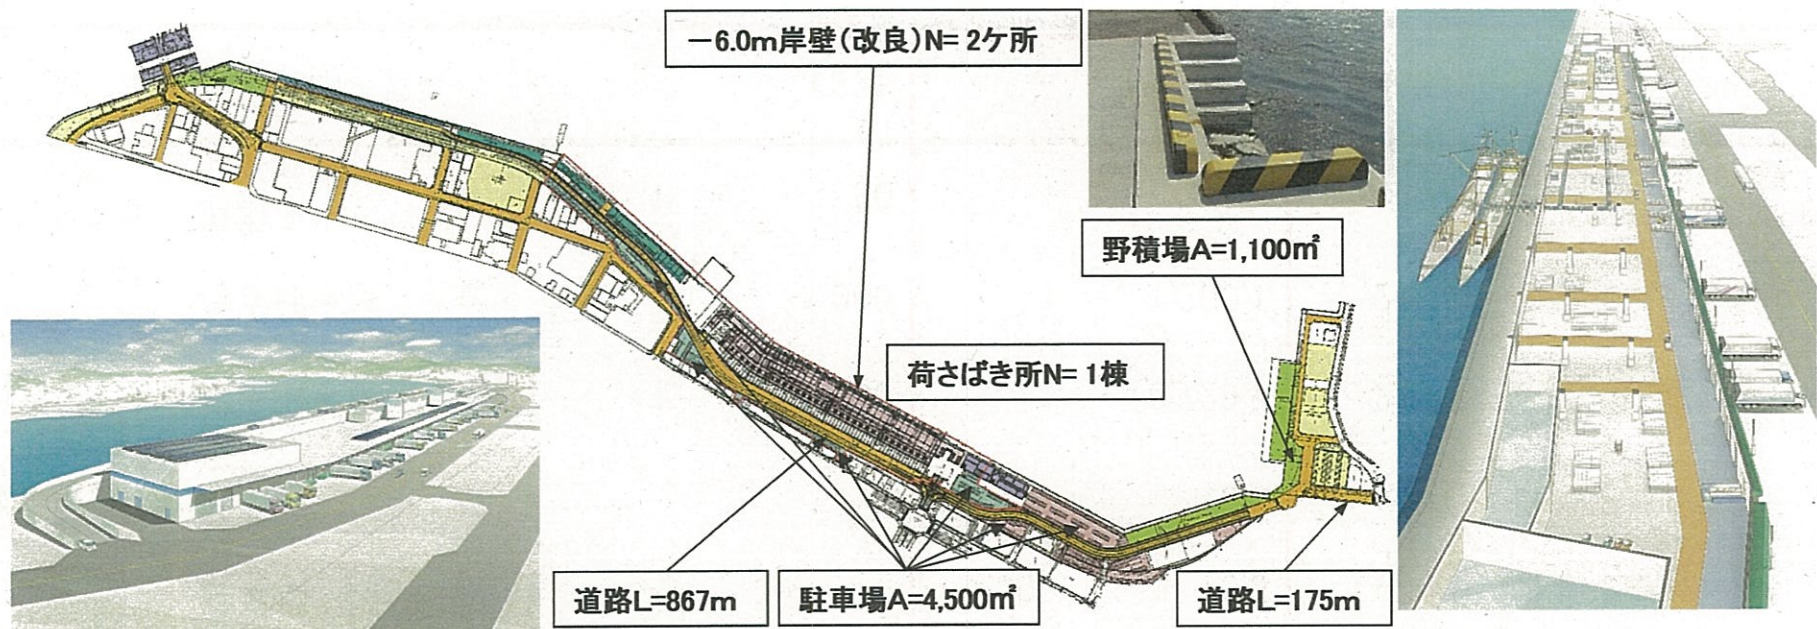 －6.0m岸壁（改良）N= 2ケ所
野積場A=1,100㎡
荷さばき所N= 1棟
道路L=867m
駐車場A=4,500㎡
道路L=175m